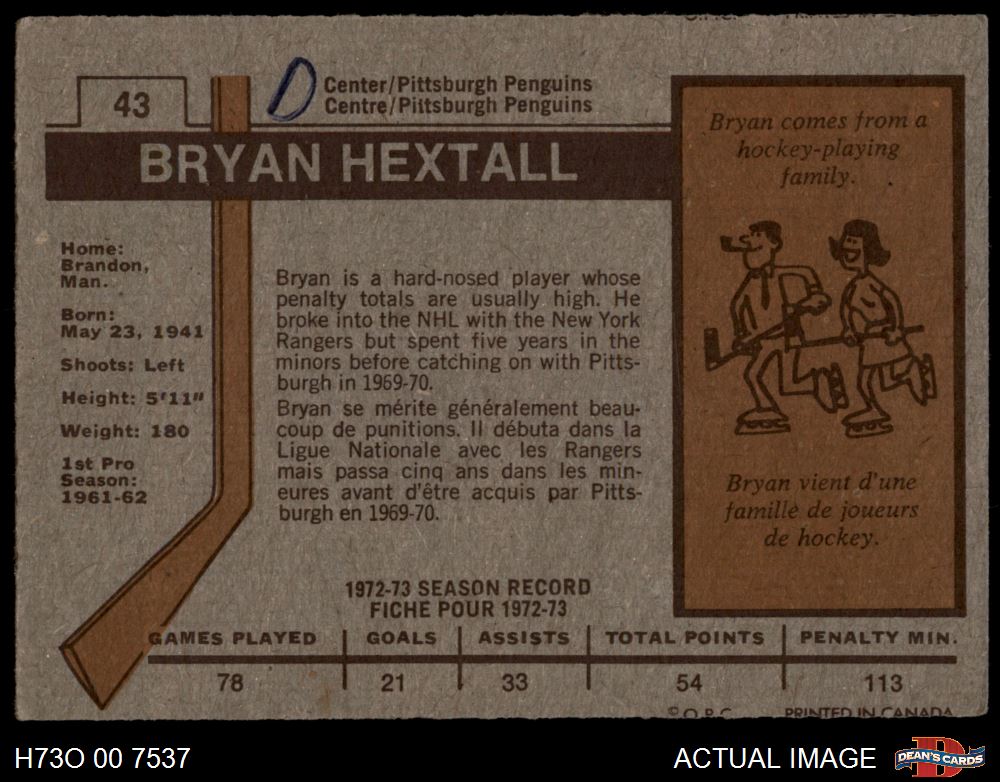 43
D
Center/Pittsburgh Penguins
Centre/Pittsburgh Penguins
BRYAN HEXTALL
Home:
Brandon,
Man.
Born:
May 23, 1941
Shoots: Left
Height: 5'11"
Weight: 180
1st Pro
Season:
1961-62
Bryan is a hard-nosed player whose
penalty totals are usually high. He
broke into the NHL with the New York
Rangers but spent five years in the
minors before catching on with Pitts-
burgh in 1969-70.
Bryan se mérite généralement beau-
coup de punitions. Il débuta dans la
Ligue Nationale avec les Rangers
mais passa cinq ans dans les min-
eures avant d'être acquis par Pitts-
burgh en 1969-70.
Bryan comes from a
hockey-playing
family.
Bryan vient d'une
famille de joueurs
de hockey.
1972-73 SEASON RECORD
FICHE POUR 1972-73
GAMES PLAYED GOALS ASSISTS TOTAL POINTS PENALTY MIN.
78 21 33 54 113
© O.P.C. PRINTED IN CANADA
H73O 00 7537
ACTUAL IMAGE
DEAN'S CARDS